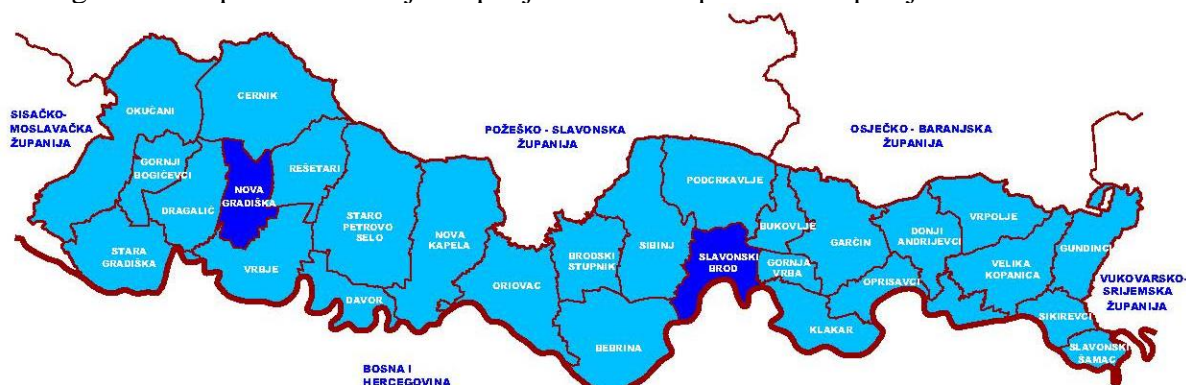 SISAČKO-
MOSLAVAČKA
ŽUPANIJA
POŽEŠKO - SLAVONSKA
ŽUPANIJA
OSJEČKO - BARANJSKA
ŽUPANIJA
VUKOVARSKO-
SRIJEMSKA
ŽUPANIJA
BOSNA I
HERCEGOVINA
OKUČANI
CERNIK
GORNJI
BOGIĆEVCI
DRAGALIĆ
NOVA
GRADIŠKA
REŠETARI
STARA
GRADIŠKA
VRBJE
STARO
PETROVO
SELO
DAVOR
NOVA
KAPELA
ORIOVAC
BRODSKI
STUPNIK
BEBRINA
SIBINJ
PODCRKAVLJE
SLAVONSKI
BROD
BUKOVLJE
GORNJA
VRBA
KLAKAR
GARČIN
OPRISAVCI
DONJI
ANDRIJEVCI
VRPOLJE
VELIKA
KOPANICA
GUNDINCI
SIKIREVCI
SLAVONSKI
ŠAMAC